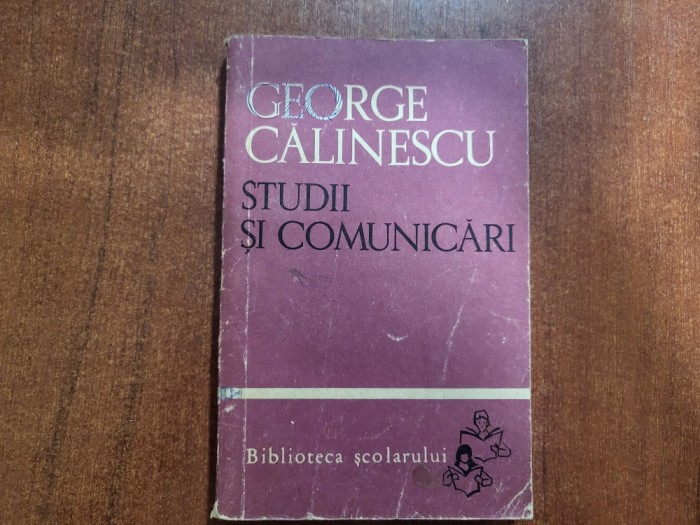 GEORGE
CĂLINESCU
STUDII
ȘI COMUNICĂRI
Biblioteca școlarului